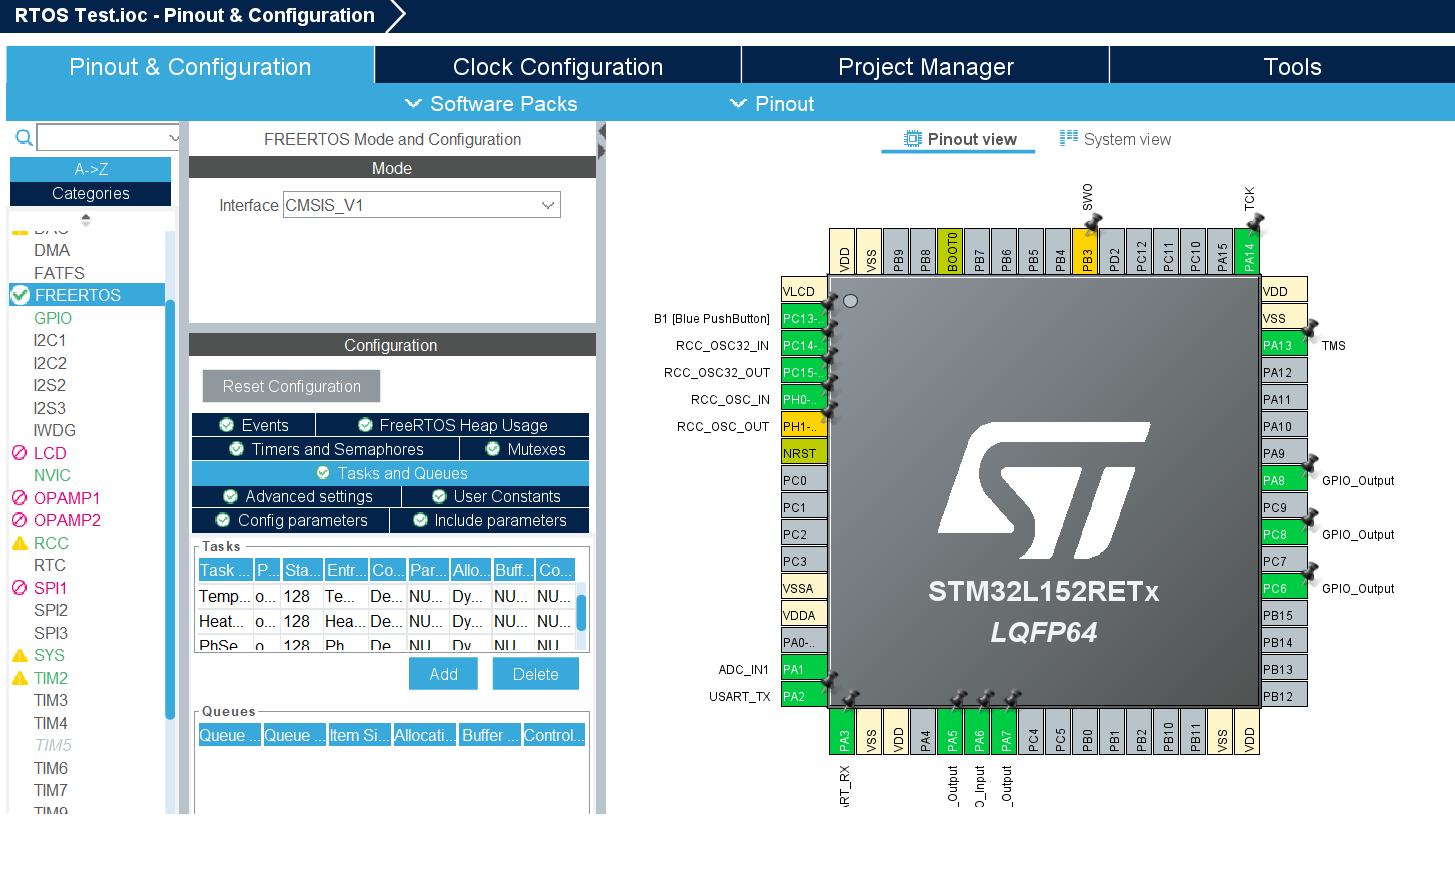 RTOS Test.ioc - Pinout & Configuration
Pinout & Configuration
Clock Configuration
Project Manager
Tools
Software Packs
Pinout
A->Z
Categories
DMA
FATFS
FREERTOS
GPIO
I2C1
I2C2
I2S2
I2S3
IWDG
LCD
NVIC
OPAMP1
OPAMP2
RCC
RTC
SPI1
SPI2
SPI3
SYS
TIM2
TIM3
TIM4
TIM5
TIM6
TIM7
TIM9
FREERTOS Mode and Configuration
Mode
Interface CMSIS_V1
Configuration
Reset Configuration
Events
FreeRTOS Heap Usage
Timers and Semaphores
Mutexes
Tasks and Queues
Advanced settings
User Constants
Config parameters
Include parameters
Tasks
Task ... P... Sta... Entr... Co... Par... Allo... Buff... Co...
Temp... o... 128 Te... De... NU... Dy... NU... NU...
Heat... o... 128 Hea... De... NU... Dy... NU... NU...
PhSe... o... 128 Ph... De... NU... Dy... NU... NU...
Add
Delete
Queues
Queue ... Queue ... Item Si... Allocati... Buffer ... Control...
Pinout view
System view
SWO
TCK
VDD
VSS
PB9
PB8
BOOT0
PB7
PB6
PB5
PB4
PB3
PD2
PC12
PC11
PC10
PA15
PA14
VLCD
B1 [Blue PushButton] PC13-..
RCC_OSC32_IN PC14-..
RCC_OSC32_OUT PC15-..
RCC_OSC_IN PH0-..
RCC_OSC_OUT PH1-..
NRST
PC0
PC1
PC2
PC3
VSSA
VDDA
PA0-..
ADC_IN1 PA1
USART_TX PA2
VDD
VSS
PA13 TMS
PA12
PA11
PA10
PA9
PA8 GPIO_Output
PC9
PC8 GPIO_Output
PC7
PC6 GPIO_Output
PB15
PB14
PB13
PB12
STM32L152RETx
LQFP64
PA3
VSS
VDD
PA4
PA5
PA6
PA7
PC4
PC5
PB0
PB1
PB2
PB10
PB11
VSS
VDD
ART_RX
_Output
O_Input
_Output